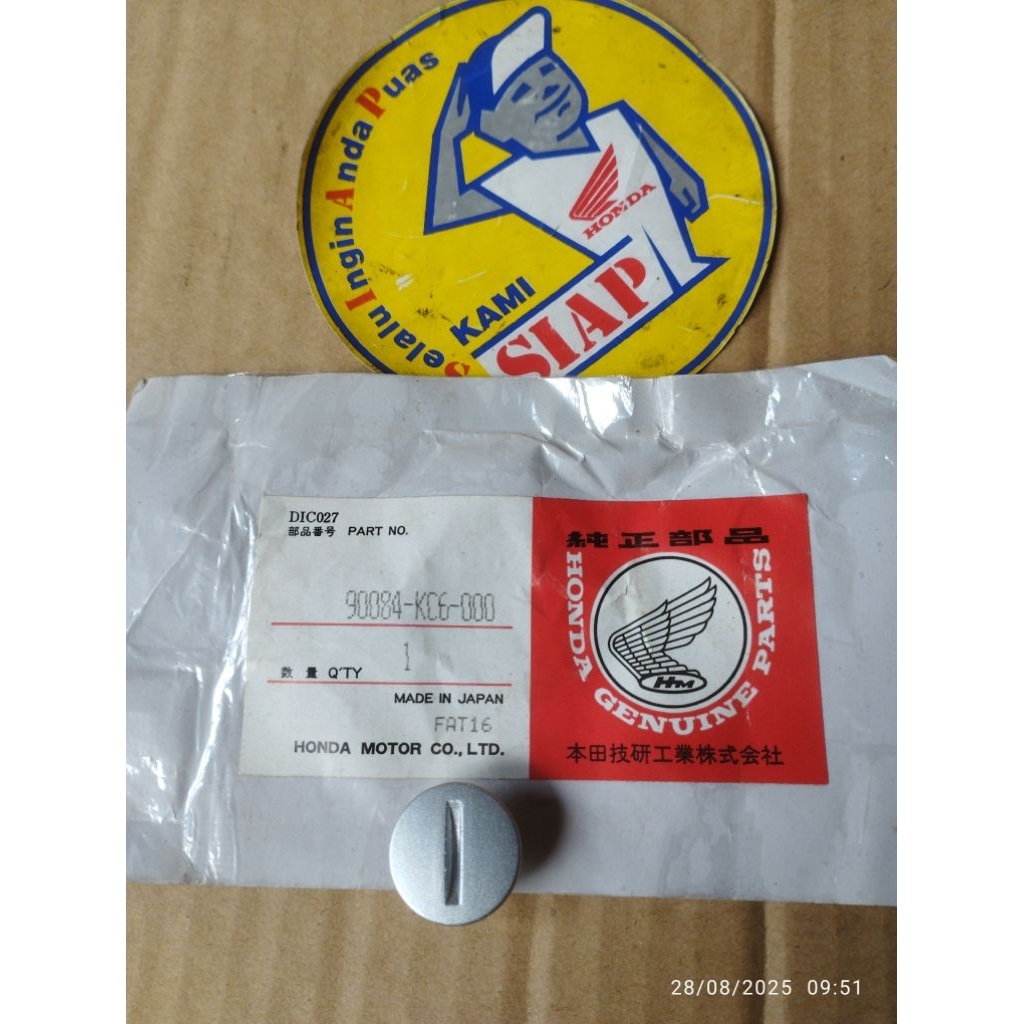 Selalu Ingin Anda Puas
HONDA
KAMI
SIAP
DIC027
部品番号 PART NO.
90084-KC6-000
数量 Q'TY 1
MADE IN JAPAN
FAT16
HONDA MOTOR CO., LTD.
純正部品
HONDA GENUINE PARTS
HM
本田技研工業株式会社
28/08/2025 09:51